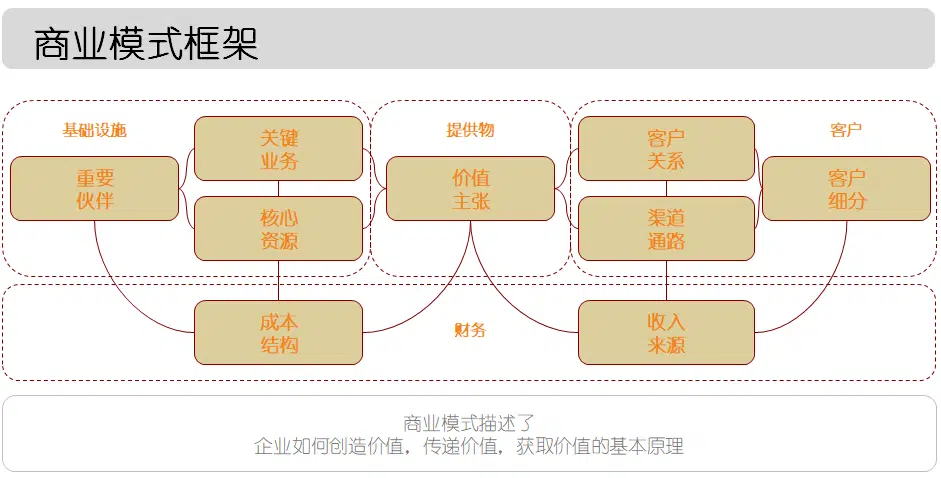 商业模式框架
基础设施
提供物
客户
关键
业务
客户
关系
重要
伙伴
价值
主张
客户
细分
核心
资源
渠道
通路
成本
结构
财务
收入
来源
商业模式描述了
企业如何创造价值，传递价值，获取价值的基本原理